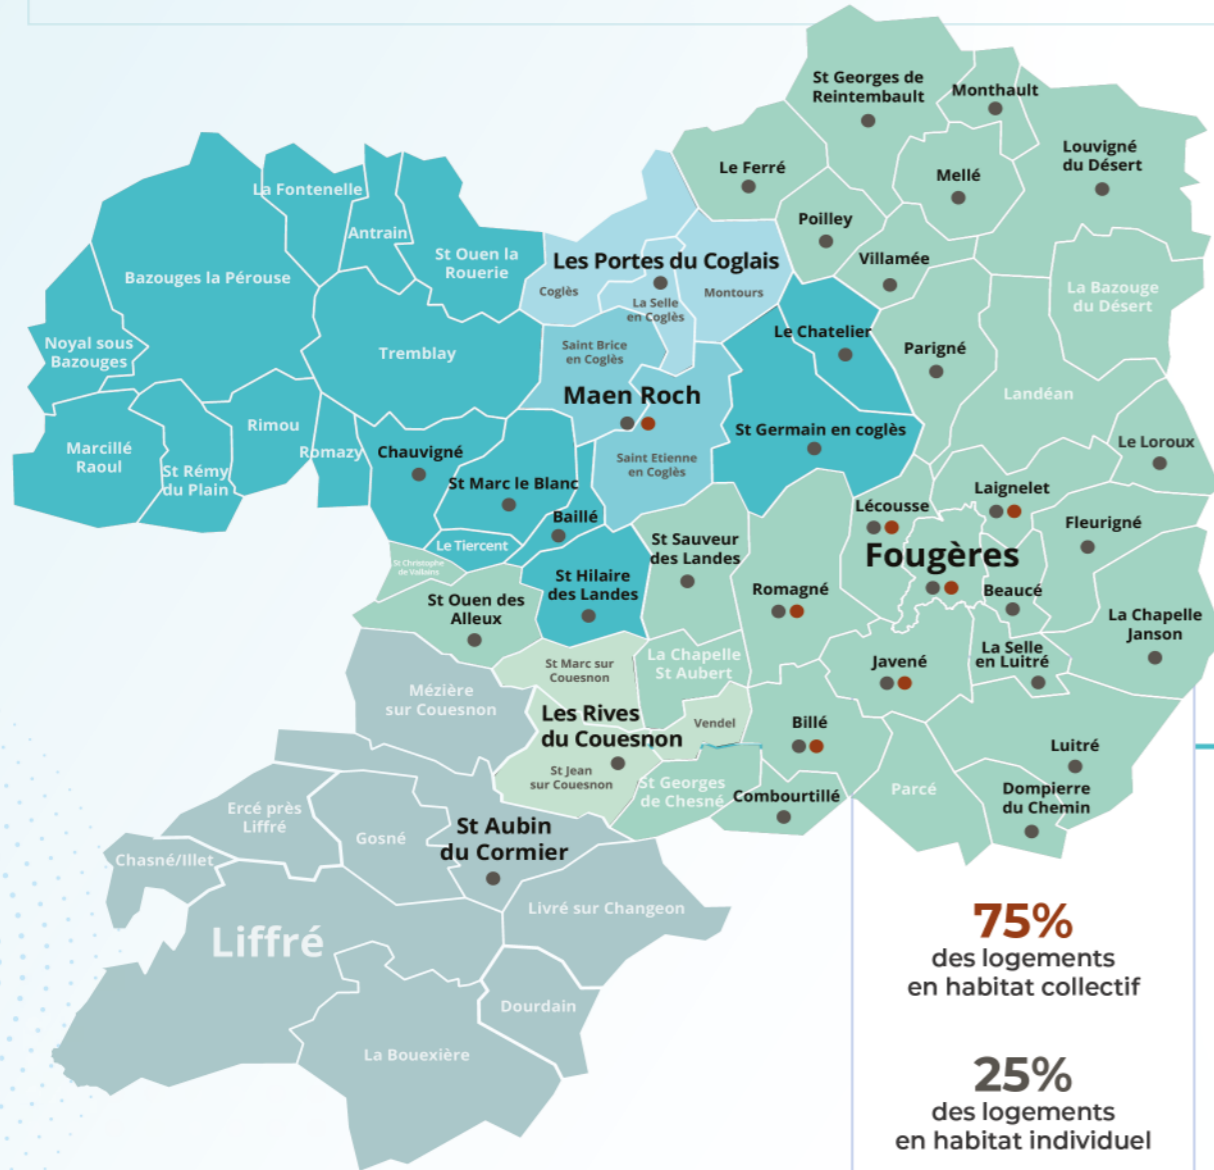 St Georges de
Reintembault
Monthault
Louvigné
du Désert
Le Ferré
Mellé
Poilley
Villamée
La Fontenelle
Antrain
St Ouen la
Rouerie
Bazouges la Pérouse
Les Portes du Coglais
Coglès
La Selle
en Coglès
Montours
La Bazouge
du Désert
Noyal sous
Bazouges
Tremblay
Saint Brice
en Coglès
Le Chatelier
Parigné
Maen Roch
Landéan
Rimou
Marcillé
Raoul
St Rémy
du Plain
Romazy
Chauvigné
St Germain en coglès
Le Loroux
Saint Etienne
en Coglès
St Marc le Blanc
Laignelet
Lécousse
Baillé
Fleurigné
Le Tiercent
St Christophe
de Vallains
St Sauveur
des Landes
Fougères
St Hilaire
des Landes
Romagné
Beaucé
St Ouen des
Alleux
La Chapelle
Janson
La Chapelle
St Aubert
Javené
La Selle
en Luitré
St Marc sur
Couesnon
Mézière
sur Couesnon
Les Rives
du Couesnon
Vendel
Billé
Luitré
St Jean
sur Couesnon
St Georges
de Chesné
Combourtillé
Parcé
Dompierre
du Chemin
Ercé près
Liffré
Gosné
St Aubin
du Cormier
Chasné/Illet
Livré sur Changeon
Liffré
Dourdain
La Bouexière
75%
des logements
en habitat collectif
25%
des logements
en habitat individuel